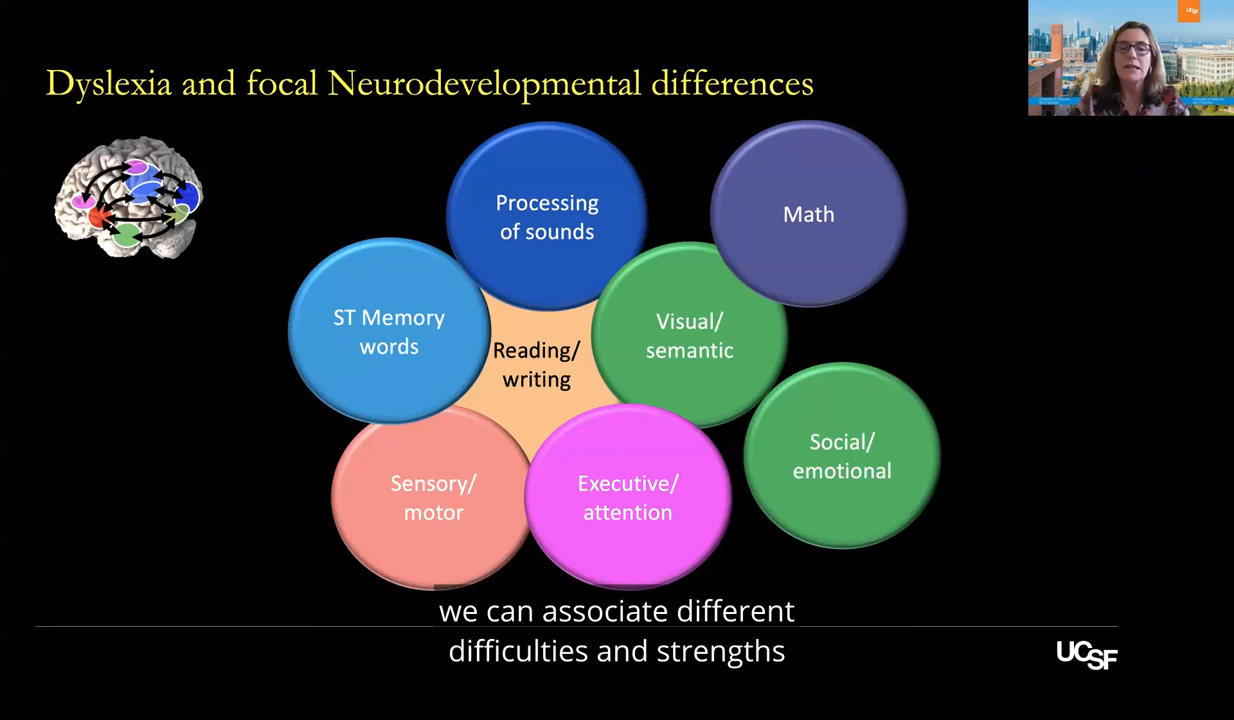 UCSF
Dyslexia and focal Neurodevelopmental differences
Processing
of sounds
Math
ST Memory
words
Visual/
semantic
Reading/
writing
Social/
emotional
Sensory/
motor
Executive/
attention
we can associate different
difficulties and strengths
UCSF